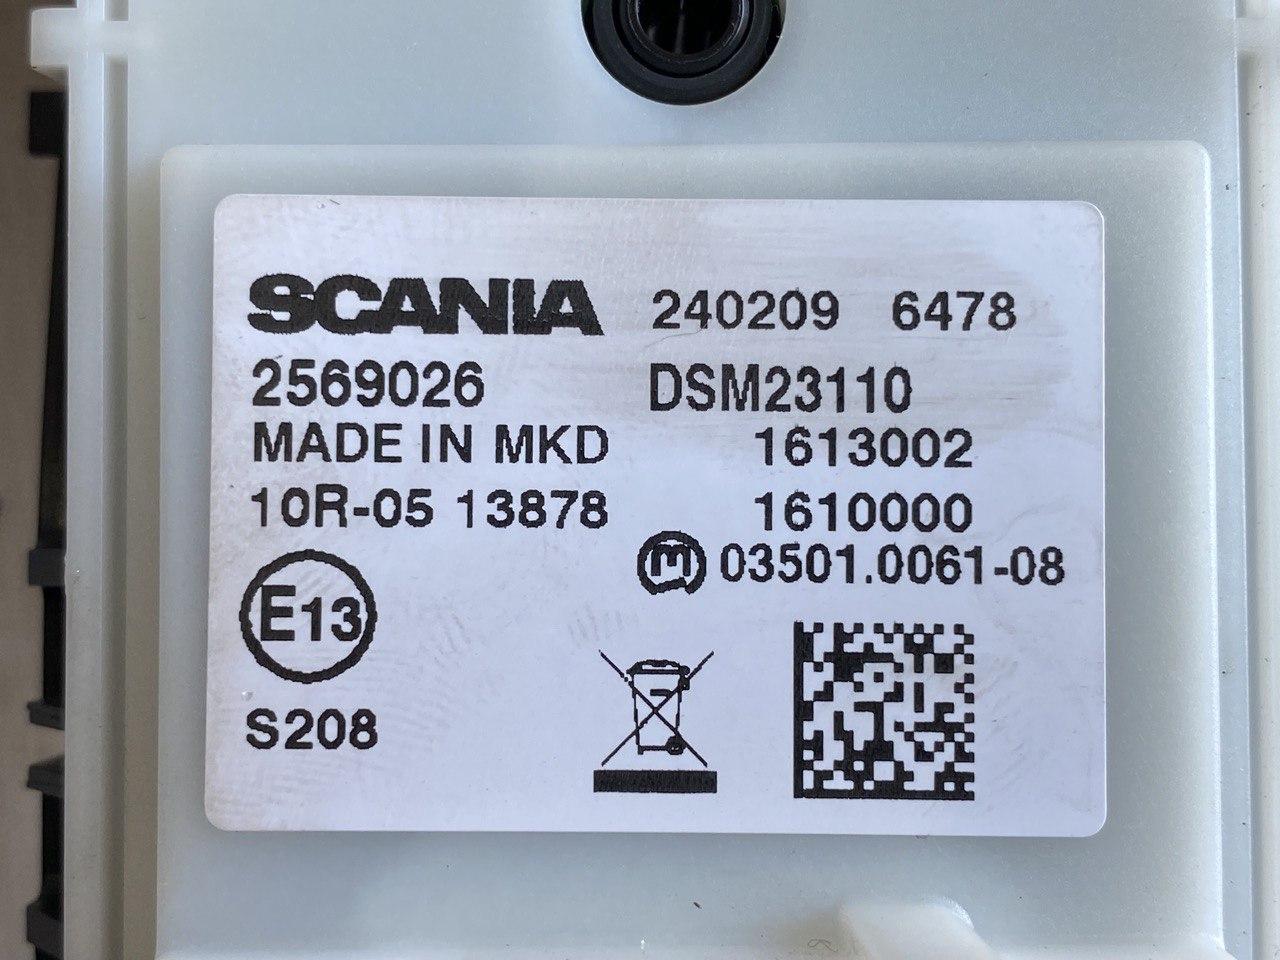 SCANIA 240209 6478
2569026 DSM23110
MADE IN MKD 1613002
10R-05 13878 1610000
03501.0061-08
E13
S208